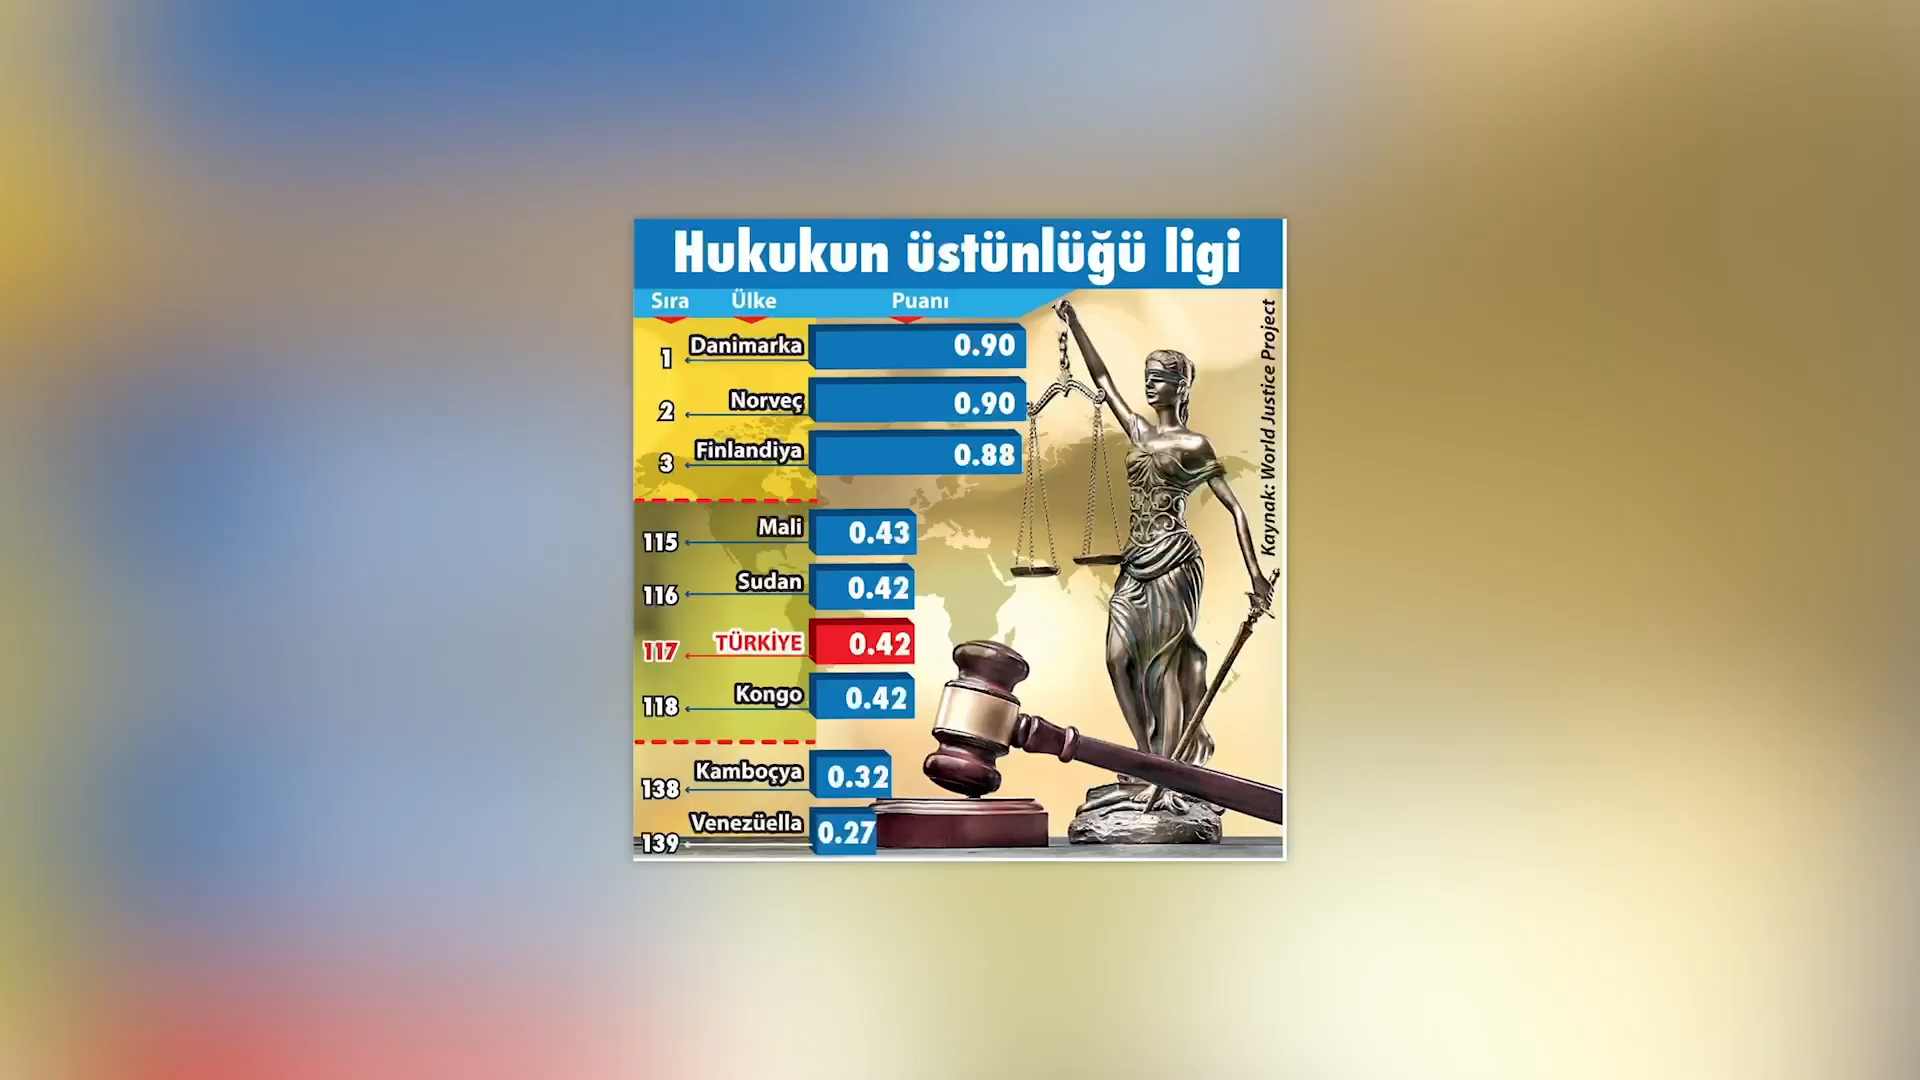 Hukukun üstünlüğü ligi
Sıra Ülke Puanı
1 Danimarka 0.90
2 Norveç 0.90
3 Finlandiya 0.88
115 Mali 0.43
116 Sudan 0.42
117 TÜRKİYE 0.42
118 Kongo 0.42
138 Kamboçya 0.32
139 Venezüella 0.27
Kaynak: World Justice Project